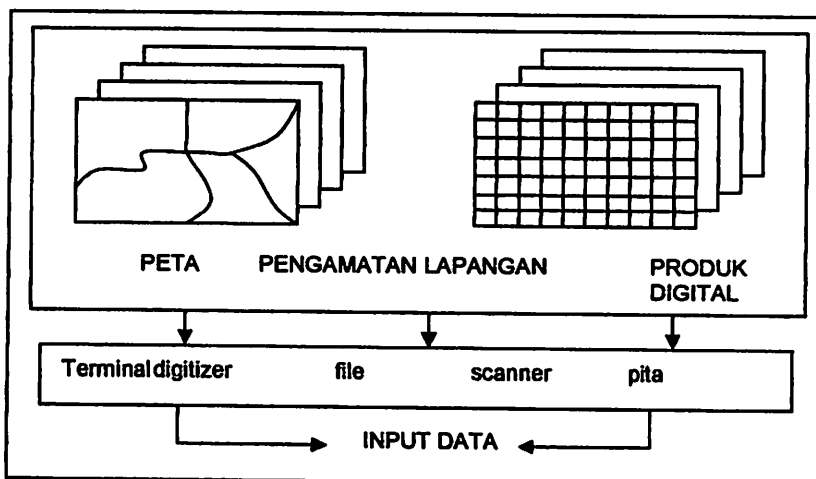 PETA PENGAMATAN LAPANGAN PRODUK
DIGITAL
Terminal digitizer file scanner pita
INPUT DATA